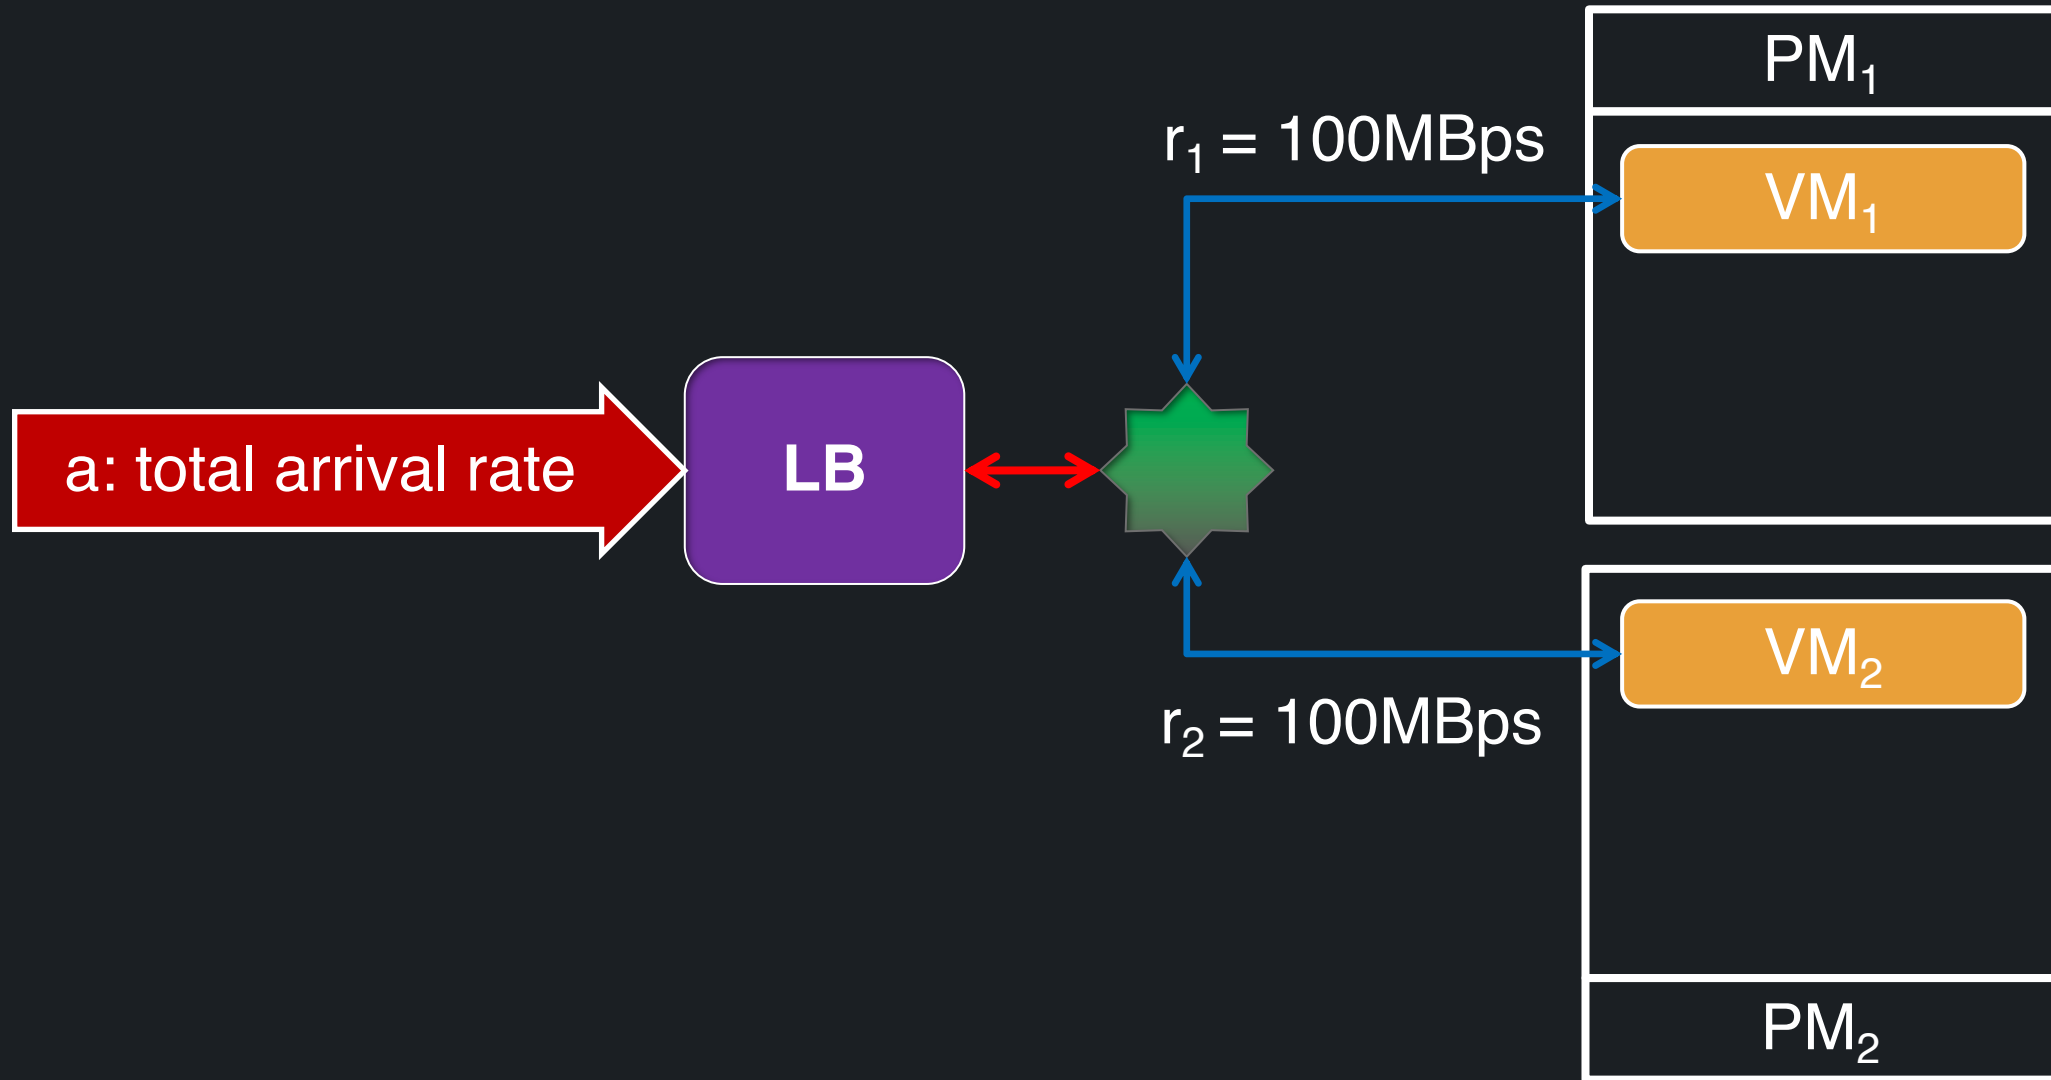 PM₁
r₁ = 100MBps
VM₁
a: total arrival rate
LB
VM₂
r₂ = 100MBps
PM₂